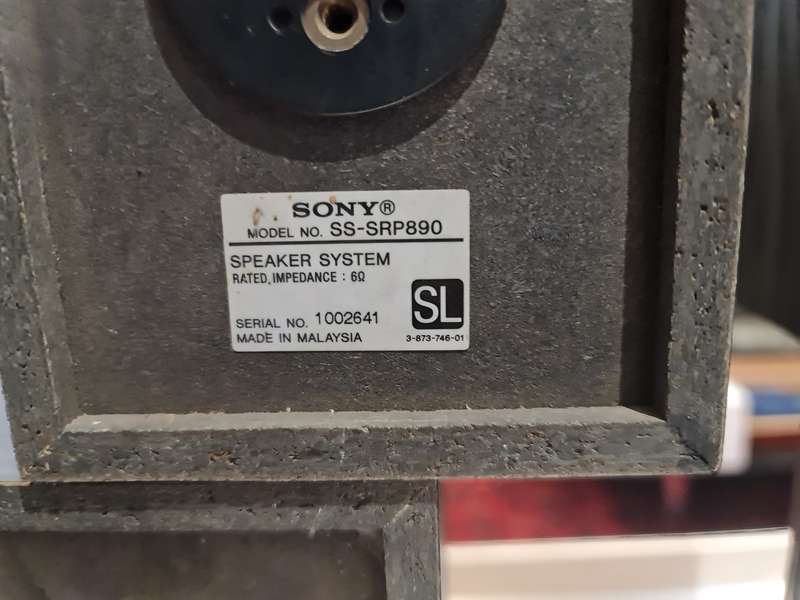 SONY®
MODEL NO. SS-SRP890
SPEAKER SYSTEM
RATED, IMPEDANCE : 6Ω
SL
SERIAL NO. 1002641
MADE IN MALAYSIA
3-873-746-01